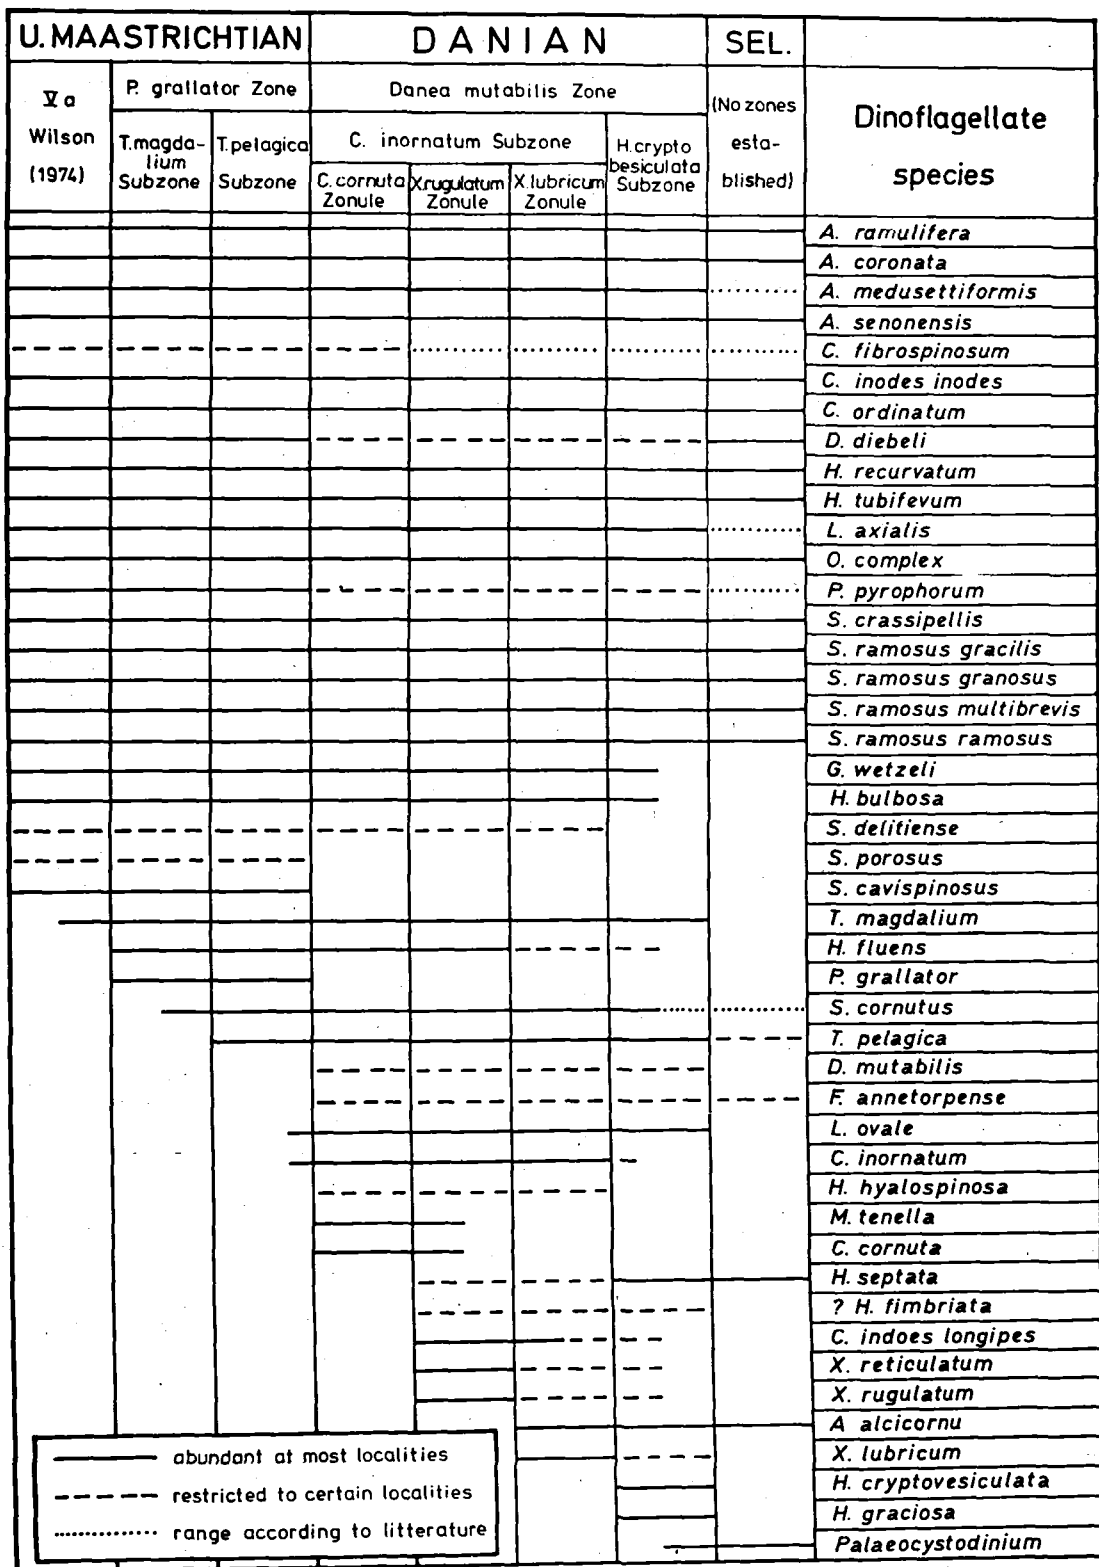 U. MAASTRICHTIAN
DANIAN
SEL.
V a
Wilson
(1974)
P. grallator Zone
Danea mutabilis Zone
(No zones
esta-
blished)
Dinoflagellate
species
T. magda-
lium
Subzone
T. pelagica
Subzone
C. inornatum Subzone
H. crypto
besiculata
Subzone
C. cornuta
Zonule
X. rugulatum
Zonule
X. lubricum
Zonule
A. ramulifera
A. coronata
A. medusettiformis
A. senonensis
C. fibrospinosum
C. inodes inodes
C. ordinatum
D. diebeli
H. recurvatum
H. tubifevum
L. axialis
O. complex
P. pyrophorum
S. crassipellis
S. ramosus gracilis
S. ramosus granosus
S. ramosus multibrevis
S. ramosus ramosus
G. wetzeli
H. bulbosa
S. delitiense
S. porosus
S. cavispinosus
T. magdalium
H. fluens
P. grallator
S. cornutus
T. pelagica
D. mutabilis
F. annetorpense
L. ovale
C. inornatum
H. hyalospinosa
M. tenella
C. cornuta
H. septata
? H. fimbriata
C. indoes longipes
X. reticulatum
X. rugulatum
A alcicornu
X. lubricum
H. cryptovesiculata
H. graciosa
Palaeocystodinium
abundant at most localities
restricted to certain localities
range according to litterature